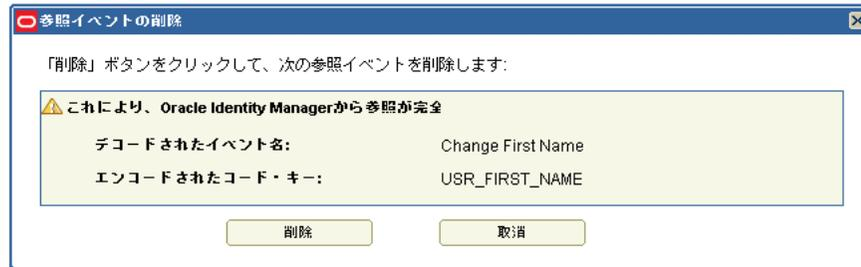 参照イベントの削除
「削除」ボタンをクリックして、次の参照イベントを削除します:
これにより、Oracle Identity Managerから参照が完全
デコードされたイベント名: Change First Name
エンコードされたコード・キー: USR_FIRST_NAME
削除 取消